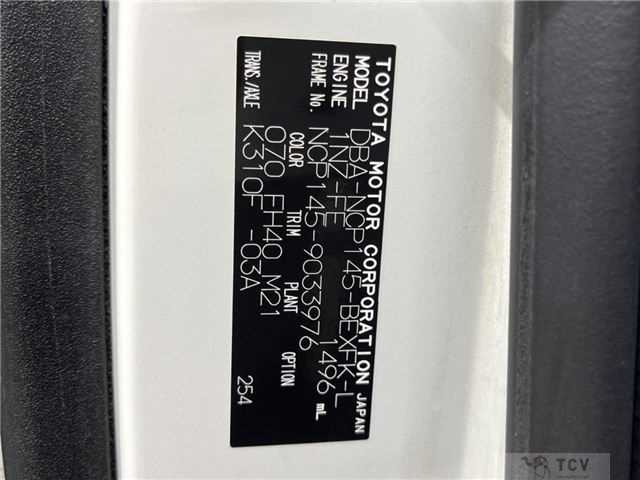 TOYOTA MOTOR CORPORATION JAPAN
MODEL DBA-NCP145-BEXFK-L
ENGINE 1NZ-FE 1496 mL
FRAME No. NCP145-9033976
COLOR TRIM PLANT OPTION
070 FH40 M21
TRANS./AXLE K310F -03A 254
TCV